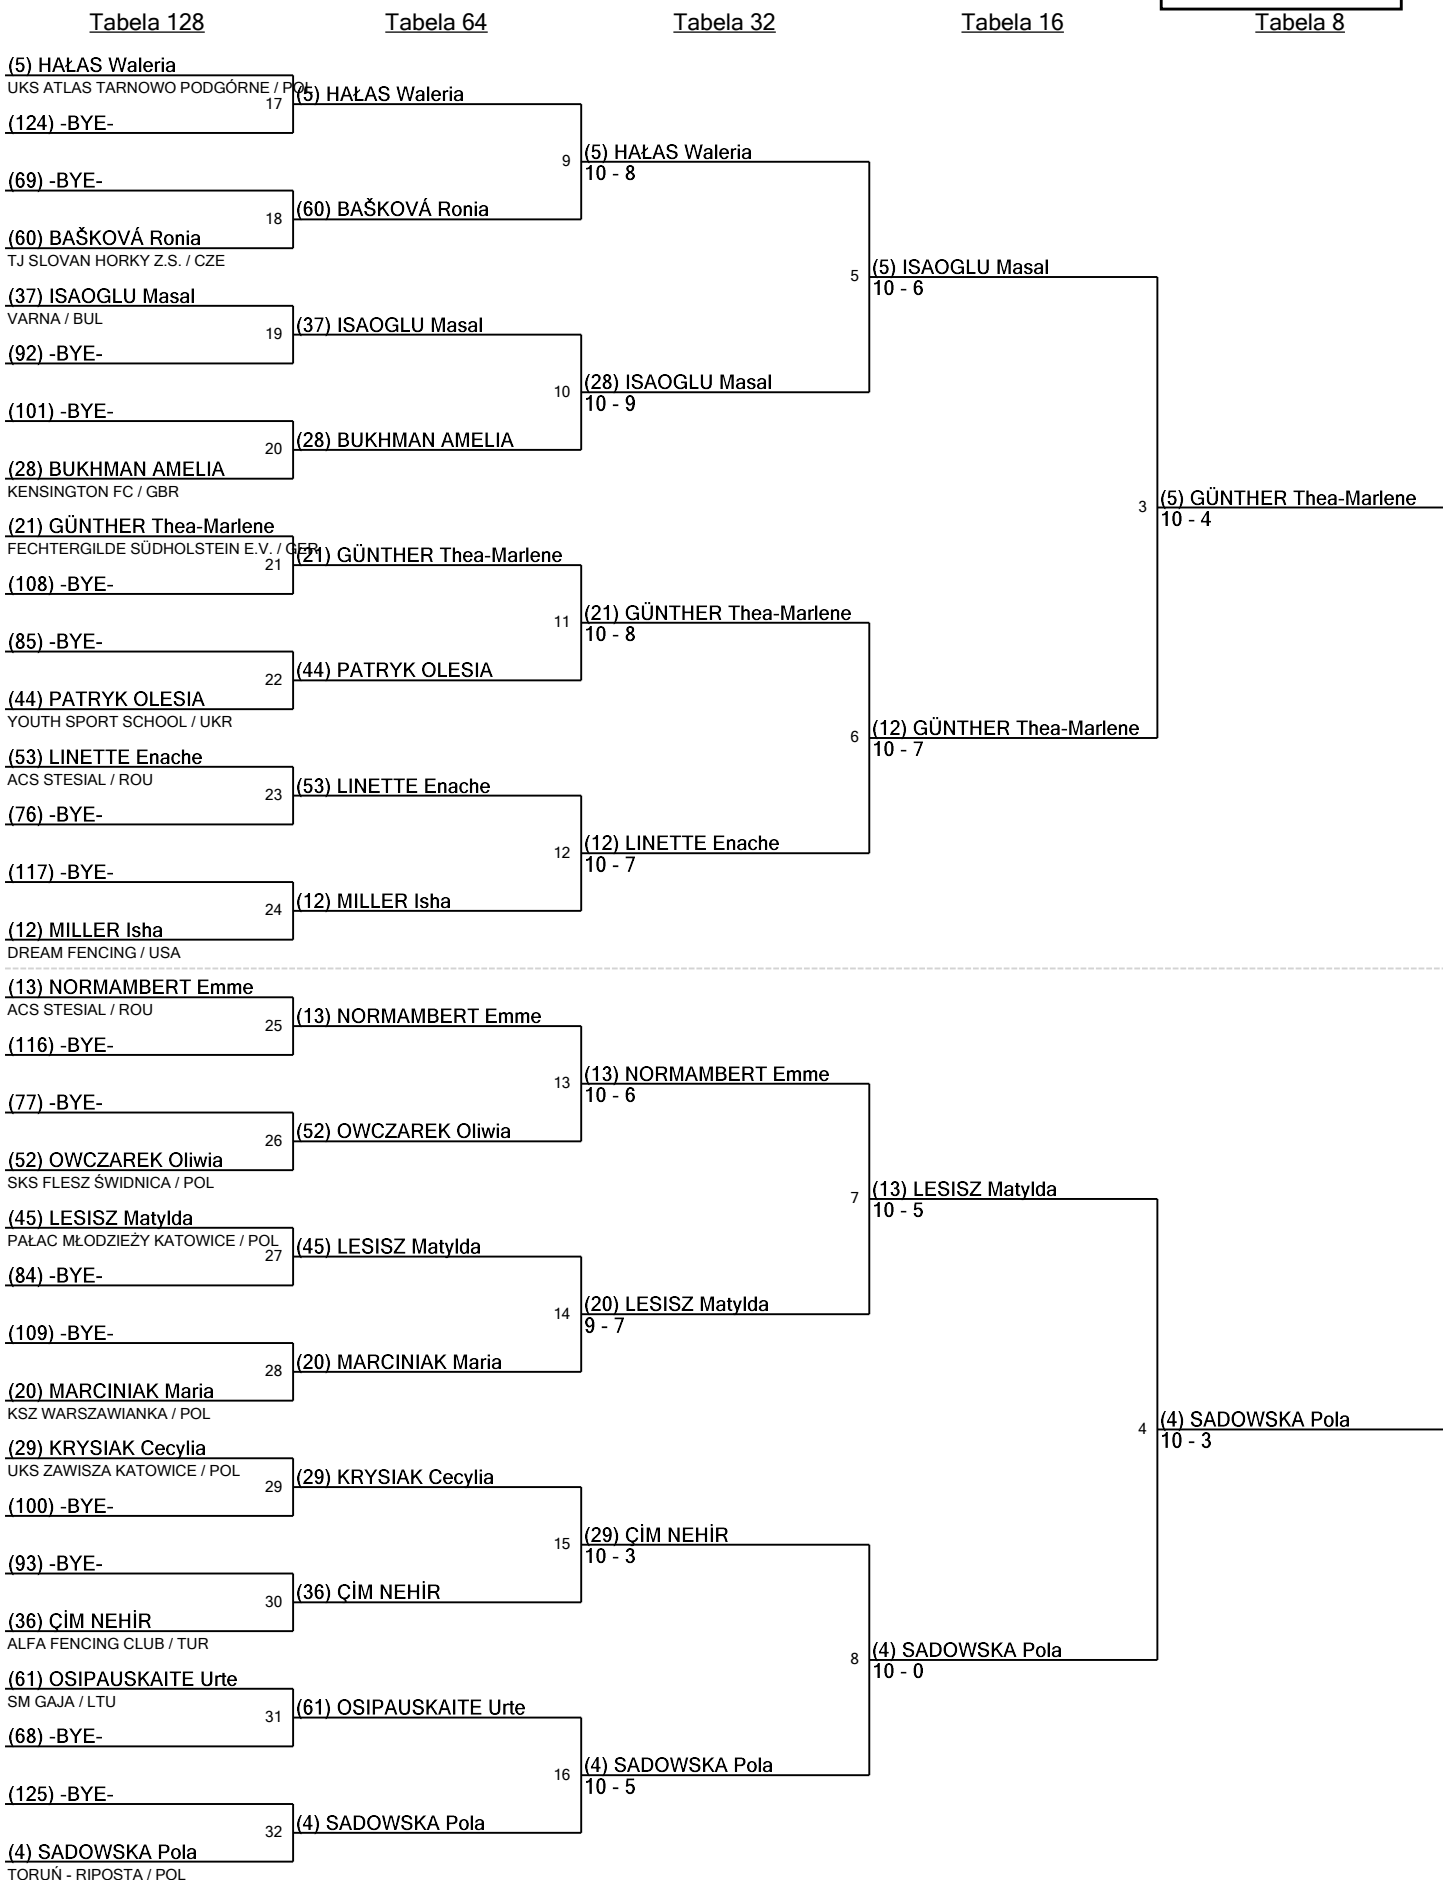 Tabela 128
Tabela 64
Tabela 32
Tabela 16
Tabela 8
(5) HAŁAS Waleria
UKS ATLAS TARNOWO PODGÓRNE / POL
17
(5) HAŁAS Waleria
(124) -BYE-
9
(5) HAŁAS Waleria
10 - 8
(69) -BYE-
18
(60) BAŠKOVÁ Ronia
(60) BAŠKOVÁ Ronia
TJ SLOVAN HORKY Z.S. / CZE
5
(5) ISAOGLU Masal
10 - 6
(37) ISAOGLU Masal
VARNA / BUL
19
(37) ISAOGLU Masal
(92) -BYE-
10
(28) ISAOGLU Masal
10 - 9
(101) -BYE-
20
(28) BUKHMAN AMELIA
(28) BUKHMAN AMELIA
KENSINGTON FC / GBR
3
(5) GÜNTHER Thea-Marlene
10 - 4
(21) GÜNTHER Thea-Marlene
FECHTERGILDE SÜDHOLSTEIN E.V. / GER
21
(21) GÜNTHER Thea-Marlene
(108) -BYE-
11
(21) GÜNTHER Thea-Marlene
10 - 8
(85) -BYE-
22
(44) PATRYK OLESIA
(44) PATRYK OLESIA
YOUTH SPORT SCHOOL / UKR
6
(12) GÜNTHER Thea-Marlene
10 - 7
(53) LINETTE Enache
ACS STESIAL / ROU
23
(53) LINETTE Enache
(76) -BYE-
12
(12) LINETTE Enache
10 - 7
(117) -BYE-
24
(12) MILLER Isha
(12) MILLER Isha
DREAM FENCING / USA
(13) NORMAMBERT Emme
ACS STESIAL / ROU
25
(13) NORMAMBERT Emme
(116) -BYE-
13
(13) NORMAMBERT Emme
10 - 6
(77) -BYE-
26
(52) OWCZAREK Oliwia
(52) OWCZAREK Oliwia
SKS FLESZ ŚWIDNICA / POL
7
(13) LESISZ Matylda
10 - 5
(45) LESISZ Matylda
PAŁAC MŁODZIEŻY KATOWICE / POL
27
(45) LESISZ Matylda
(84) -BYE-
14
(20) LESISZ Matylda
9 - 7
(109) -BYE-
28
(20) MARCINIAK Maria
(20) MARCINIAK Maria
KSZ WARSZAWIANKA / POL
4
(4) SADOWSKA Pola
10 - 3
(29) KRYSIAK Cecylia
UKS ZAWISZA KATOWICE / POL
29
(29) KRYSIAK Cecylia
(100) -BYE-
15
(29) ÇİM NEHİR
10 - 3
(93) -BYE-
30
(36) ÇİM NEHİR
(36) ÇİM NEHİR
ALFA FENCING CLUB / TUR
8
(4) SADOWSKA Pola
10 - 0
(61) OSIPAUSKAITE Urte
SM GAJA / LTU
31
(61) OSIPAUSKAITE Urte
(68) -BYE-
16
(4) SADOWSKA Pola
10 - 5
(125) -BYE-
32
(4) SADOWSKA Pola
(4) SADOWSKA Pola
TORUŃ - RIPOSTA / POL